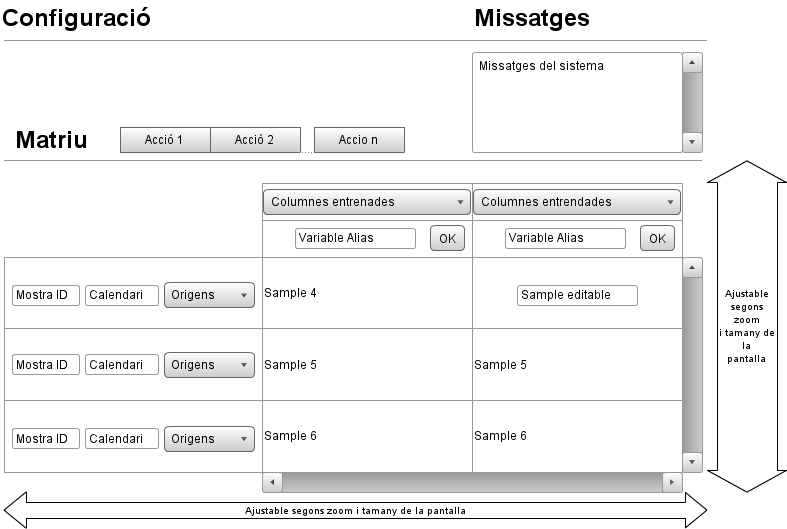 Configuració
Missatges
Missatges del sistema
Matriu
Acció 1
Acció 2
Accio n
Columnes entrenades
Columnes entrendades
Variable Alias
OK
Variable Alias
OK
Mostra ID
Calendari
Origens
Sample 4
Sample editable
Mostra ID
Calendari
Origens
Sample 5
Sample 5
Mostra ID
Calendari
Origens
Sample 6
Sample 6
Ajustable
segons
zoom
i tamany de
la
pantalla
Ajustable segons zoom i tamany de la pantalla